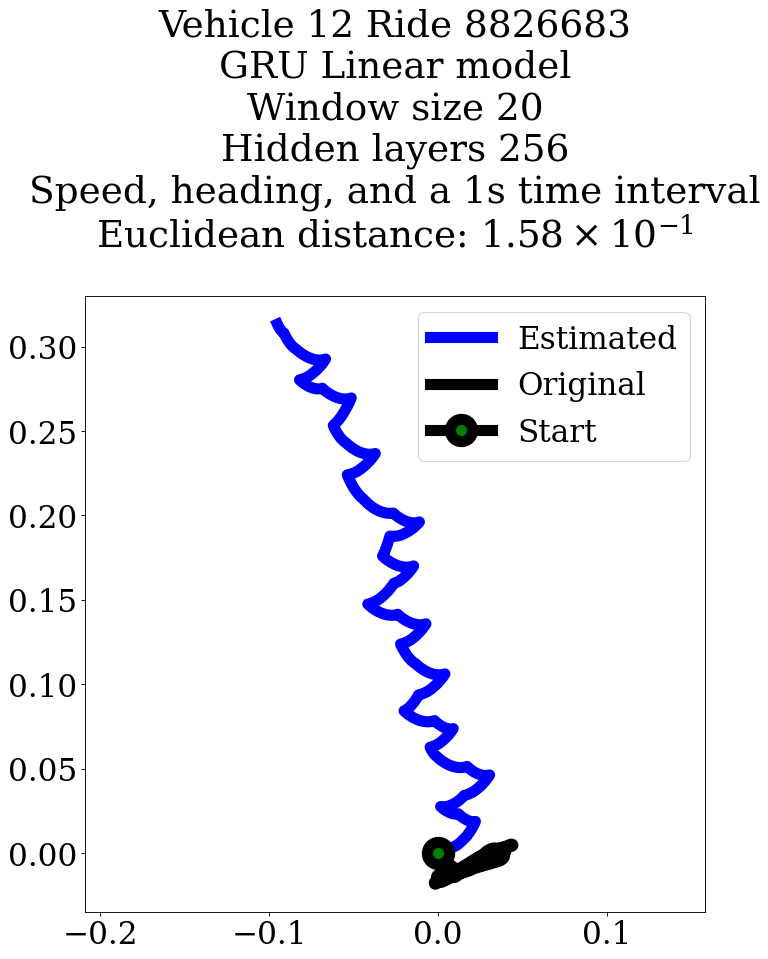 Vehicle 12 Ride 8826683
GRU Linear model
Window size 20
Hidden layers 256
Speed, heading, and a 1s time interval
Euclidean distance: 1.58 × 10⁻¹
Estimated
Original
Start
0.30
0.25
0.20
0.15
0.10
0.05
0.00
−0.2 −0.1 0.0 0.1